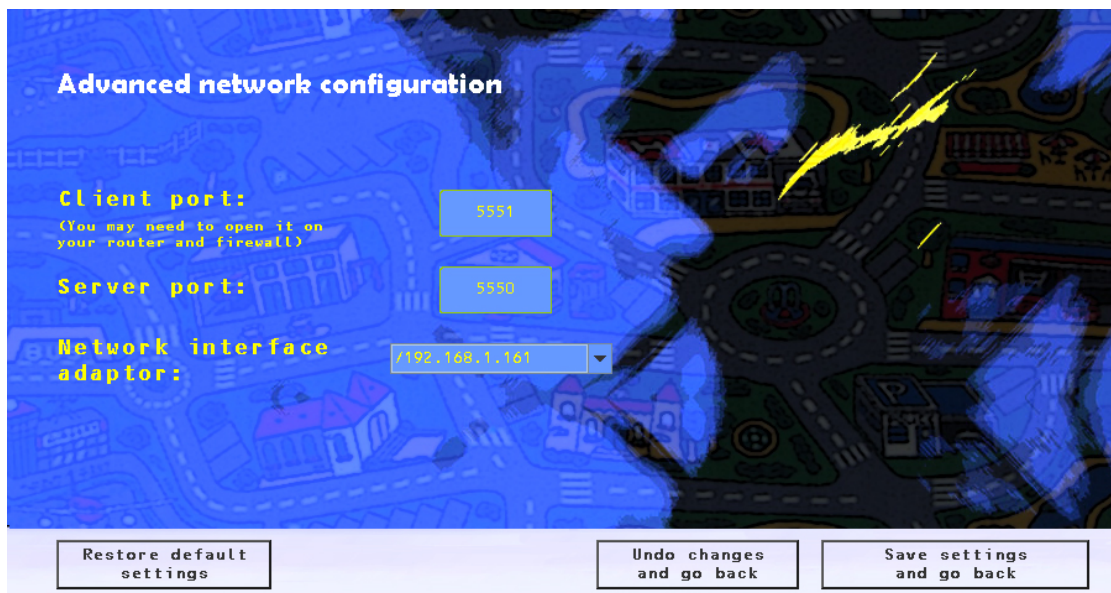 Advanced network configuration
Client port:
5551
(You may need to open it on
your router and firewall)
Server port:
5550
Network interface
adaptor:
/192.168.1.161
P
Restore default
settings
Undo changes
and go back
Save settings
and go back